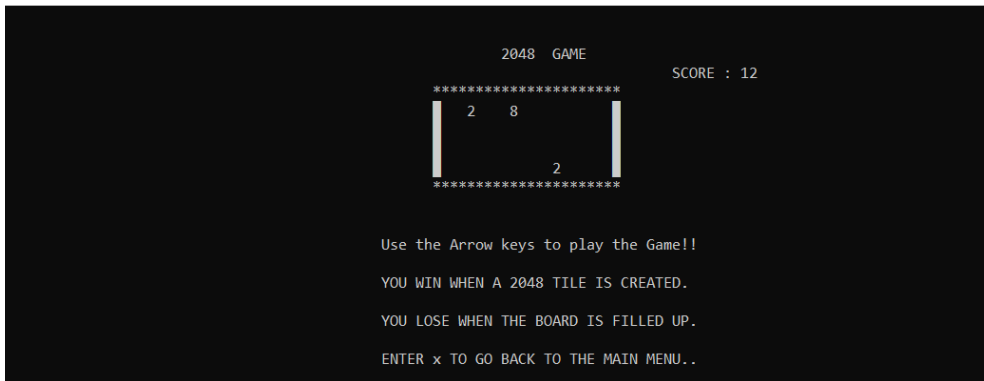 2048 GAME
SCORE : 12
**********************
2 8
2
**********************
Use the Arrow keys to play the Game!!
YOU WIN WHEN A 2048 TILE IS CREATED.
YOU LOSE WHEN THE BOARD IS FILLED UP.
ENTER x TO GO BACK TO THE MAIN MENU..